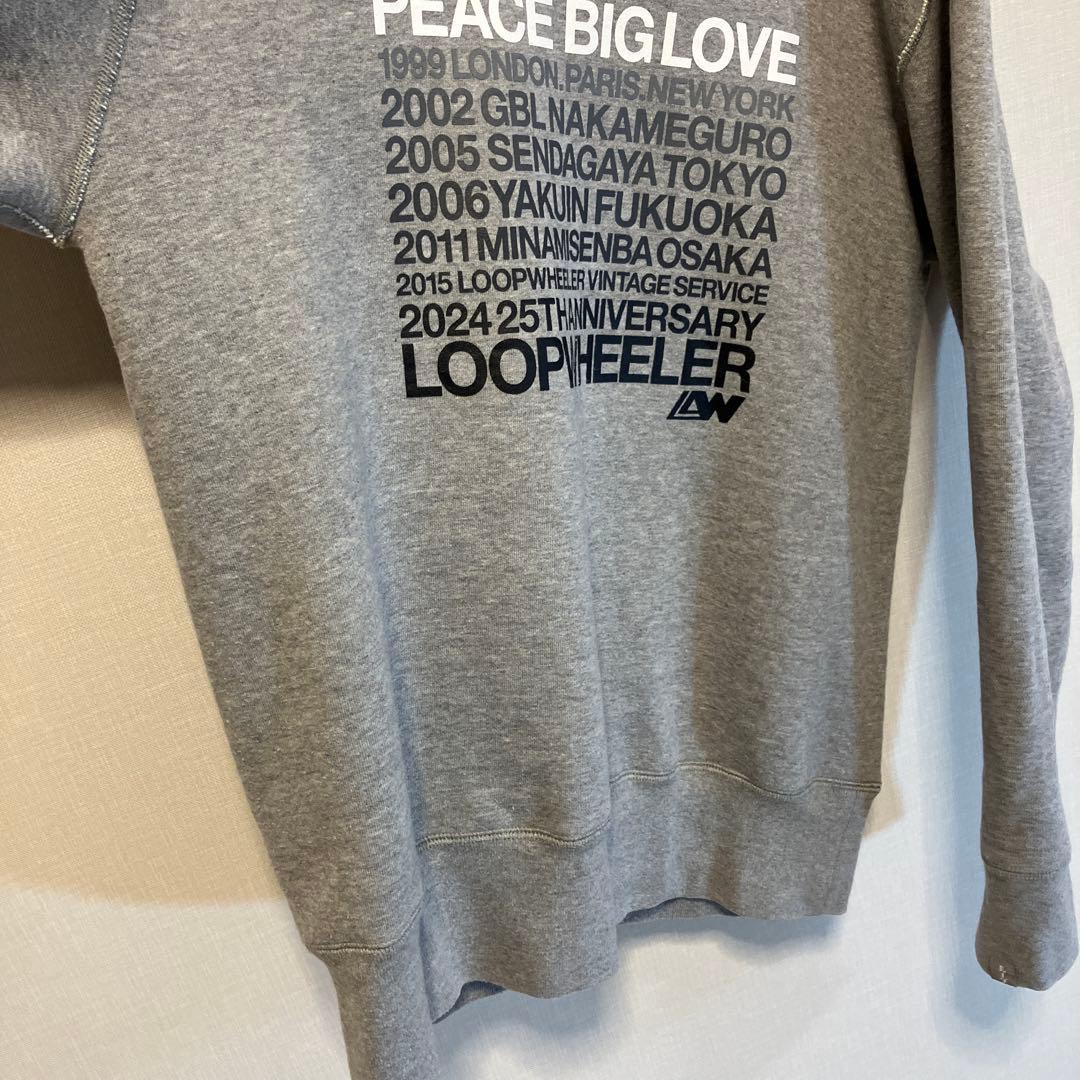 PEACE BIG LOVE
1999 LONDON.PARIS.NEW YORK
2002 GBL NAKAMEGURO
2005 SENDAGAYA TOKYO
2006 YAKUIN FUKUOKA
2011 MINAMISENBA OSAKA
2015 LOOPWHEELER VINTAGE SERVICE
2024 25TH ANNIVERSARY
LOOPWHEELER
LW